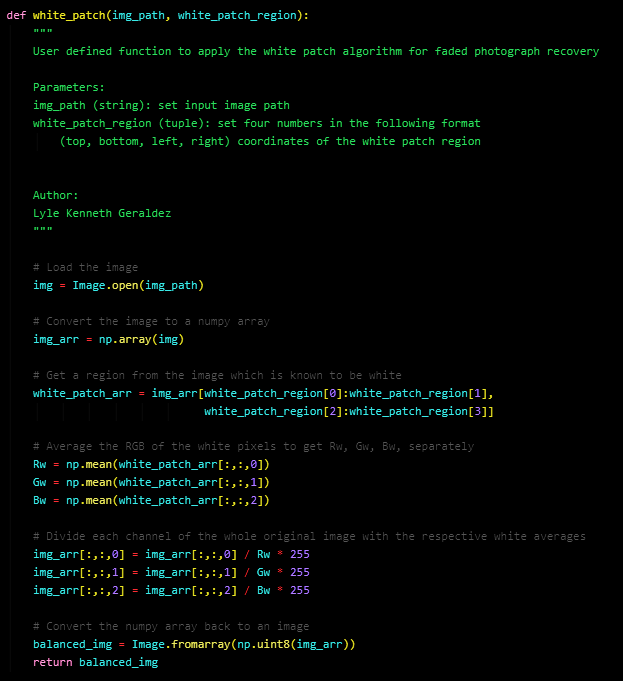 def white_patch(img_path, white_patch_region):
    """
    User defined function to apply the white patch algorithm for faded photograph recovery

    Parameters:
    img_path (string): set input image path
    white_patch_region (tuple): set four numbers in the following format
        (top, bottom, left, right) coordinates of the white patch region


    Author:
    Lyle Kenneth Geraldez
    """

    # Load the image
    img = Image.open(img_path)

    # Convert the image to a numpy array
    img_arr = np.array(img)

    # Get a region from the image which is known to be white
    white_patch_arr = img_arr[white_patch_region[0]:white_patch_region[1],
                              white_patch_region[2]:white_patch_region[3]]

    # Average the RGB of the white pixels to get Rw, Gw, Bw, separately
    Rw = np.mean(white_patch_arr[:,:,0])
    Gw = np.mean(white_patch_arr[:,:,1])
    Bw = np.mean(white_patch_arr[:,:,2])

    # Divide each channel of the whole original image with the respective white averages
    img_arr[:,:,0] = img_arr[:,:,0] / Rw * 255
    img_arr[:,:,1] = img_arr[:,:,1] / Gw * 255
    img_arr[:,:,2] = img_arr[:,:,2] / Bw * 255

    # Convert the numpy array back to an image
    balanced_img = Image.fromarray(np.uint8(img_arr))
    return balanced_img